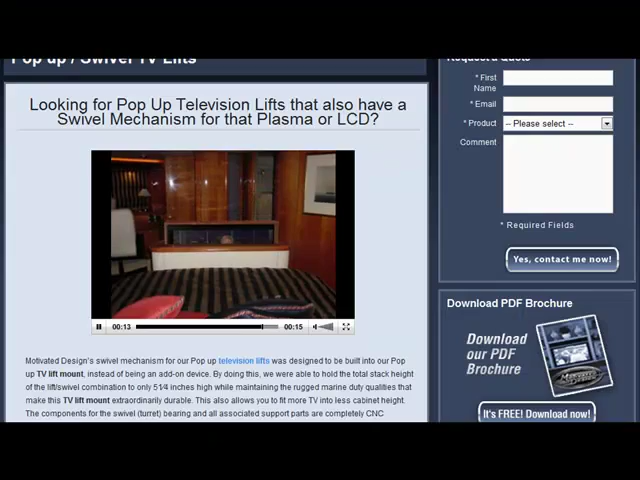 Pop up / Swivel TV Lifts
Looking for Pop Up Television Lifts that also have a
Swivel Mechanism for that Plasma or LCD?
00:13
00:15
Motivated Design's swivel mechanism for our Pop up television lifts was designed to be built into our Pop
up TV lift mount, instead of being an add-on device. By doing this, we were able to hold the total stack height
of the lift/swivel combination to only 51⁄4 inches high while maintaining the rugged marine duty qualities that
make this TV lift mount extraordinarily durable. This also allows you to fit more TV into less cabinet height.
The components for the swivel (turret) bearing and all associated support parts are completely CNC
Request a Quote
* First
Name
* Email
* Product
-- Please select --
Comment
* Required Fields
Yes, contact me now!
Download PDF Brochure
Download
our PDF
Brochure
It's FREE! Download now!